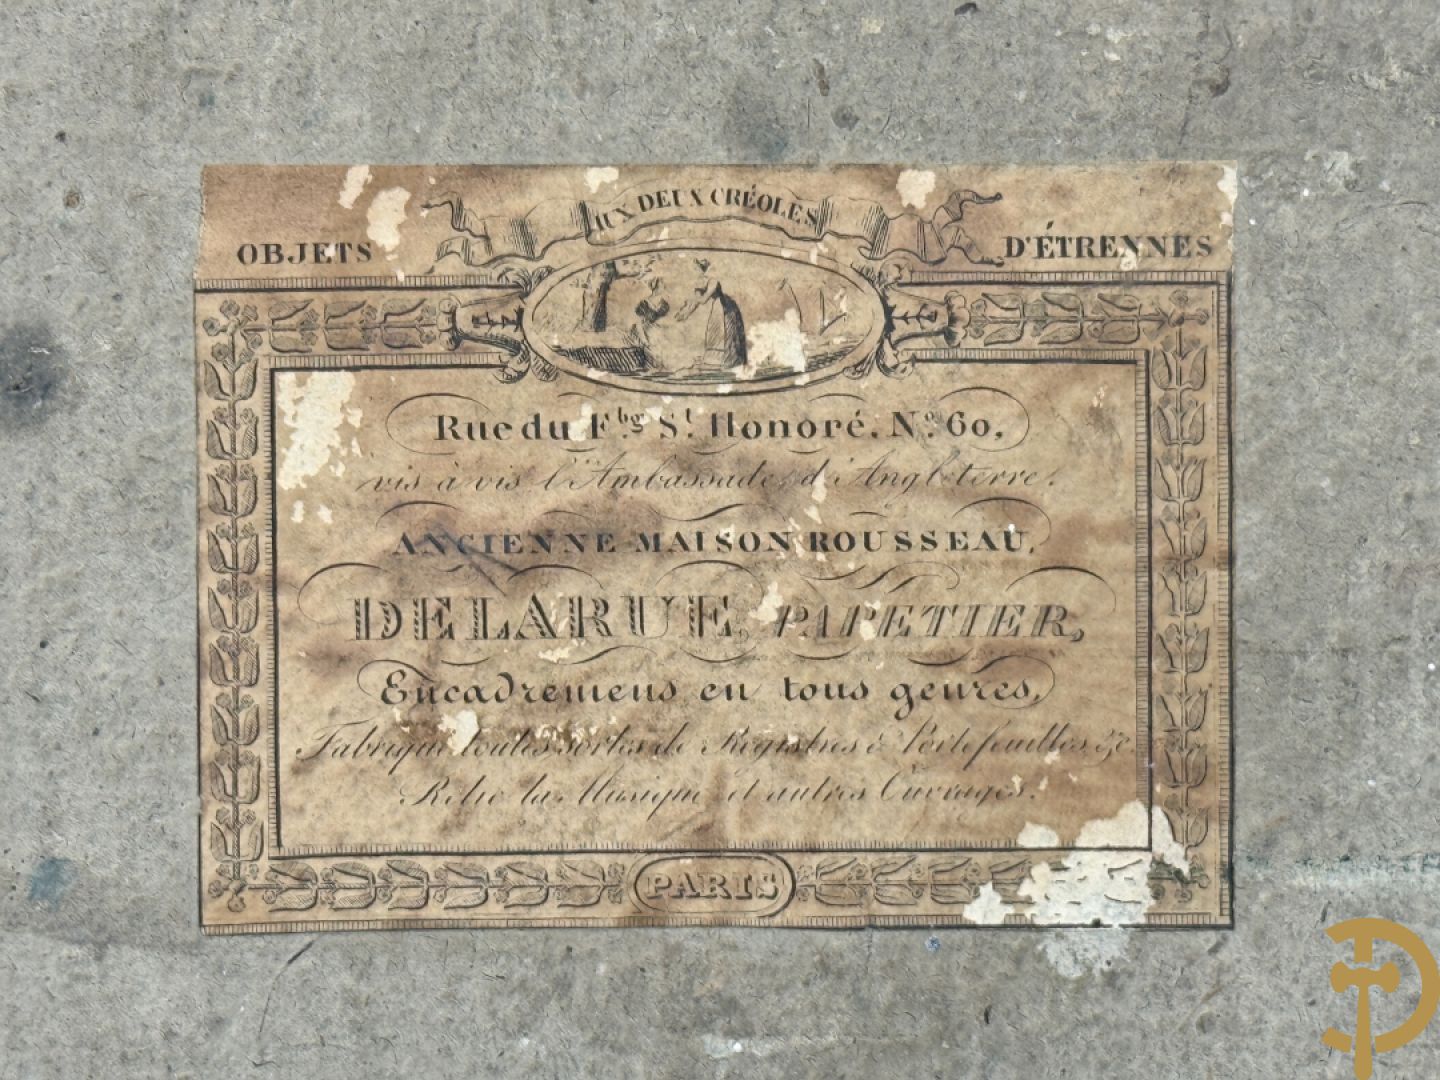 AUX DEUX CRÉOLES
OBJETS D'ÉTRENNES
Rue du F.bg St. Honoré, No. 60,
vis à vis l'Ambassade d'Angleterre.
ANCIENNE MAISON ROUSSEAU,
DELARUE, PAPETIER,
Encadremens en tous genres,
Fabrique toutes sortes de Registres & Portefeuilles &c.
Relie la Musique et autres Ouvrages.
PARIS